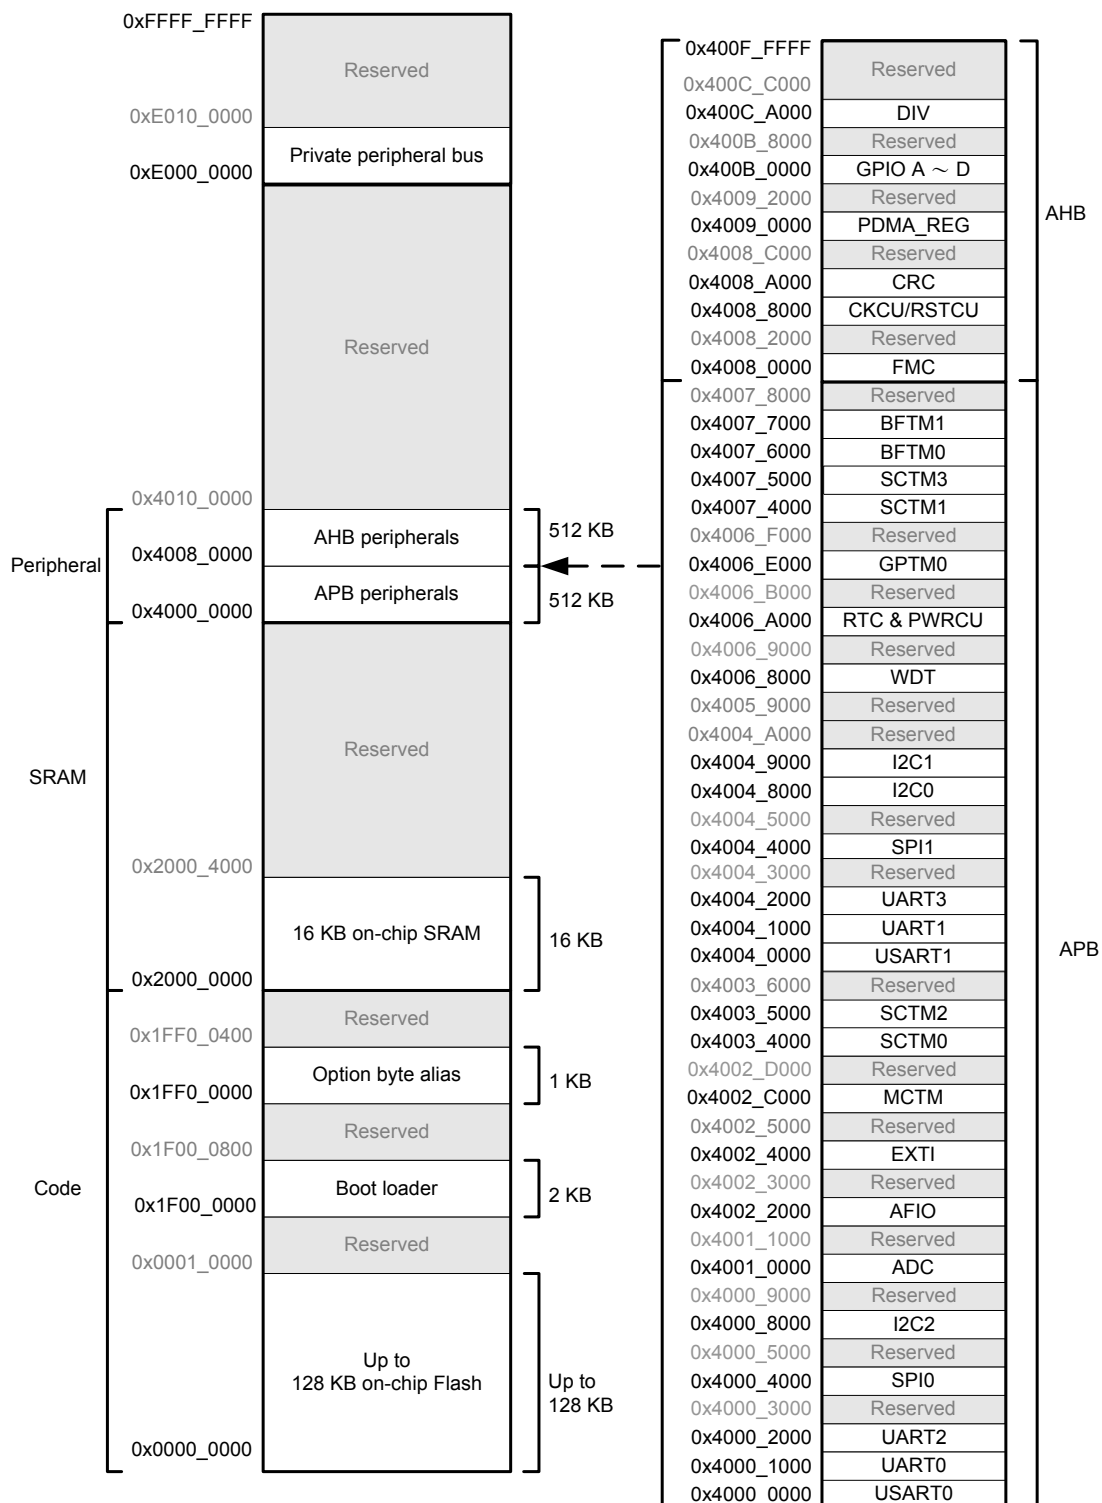 0xFFFF_FFFF
Reserved
0xE010_0000
Private peripheral bus
0xE000_0000
Reserved
0x4010_0000
AHB peripherals
512 KB
Peripheral
0x4008_0000
APB peripherals
512 KB
0x4000_0000
Reserved
SRAM
0x2000_4000
16 KB on-chip SRAM
16 KB
0x2000_0000
Reserved
0x1FF0_0400
Option byte alias
1 KB
0x1FF0_0000
Reserved
0x1F00_0800
Code
Boot loader
2 KB
0x1F00_0000
Reserved
0x0001_0000
Up to
128 KB on-chip Flash
Up to
128 KB
0x0000_0000
0x400F_FFFF
Reserved
0x400C_C000
0x400C_A000 DIV
0x400B_8000 Reserved
0x400B_0000 GPIO A ～ D
0x4009_2000 Reserved
AHB
0x4009_0000 PDMA_REG
0x4008_C000 Reserved
0x4008_A000 CRC
0x4008_8000 CKCU/RSTCU
0x4008_2000 Reserved
0x4008_0000 FMC
0x4007_8000 Reserved
0x4007_7000 BFTM1
0x4007_6000 BFTM0
0x4007_5000 SCTM3
0x4007_4000 SCTM1
0x4006_F000 Reserved
0x4006_E000 GPTM0
0x4006_B000 Reserved
0x4006_A000 RTC & PWRCU
0x4006_9000 Reserved
0x4006_8000 WDT
0x4005_9000 Reserved
0x4004_A000 Reserved
0x4004_9000 I2C1
0x4004_8000 I2C0
0x4004_5000 Reserved
0x4004_4000 SPI1
0x4004_3000 Reserved
0x4004_2000 UART3
0x4004_1000 UART1
APB
0x4004_0000 USART1
0x4003_6000 Reserved
0x4003_5000 SCTM2
0x4003_4000 SCTM0
0x4002_D000 Reserved
0x4002_C000 MCTM
0x4002_5000 Reserved
0x4002_4000 EXTI
0x4002_3000 Reserved
0x4002_2000 AFIO
0x4001_1000 Reserved
0x4001_0000 ADC
0x4000_9000 Reserved
0x4000_8000 I2C2
0x4000_5000 Reserved
0x4000_4000 SPI0
0x4000_3000 Reserved
0x4000_2000 UART2
0x4000_1000 UART0
0x4000_0000 USART0